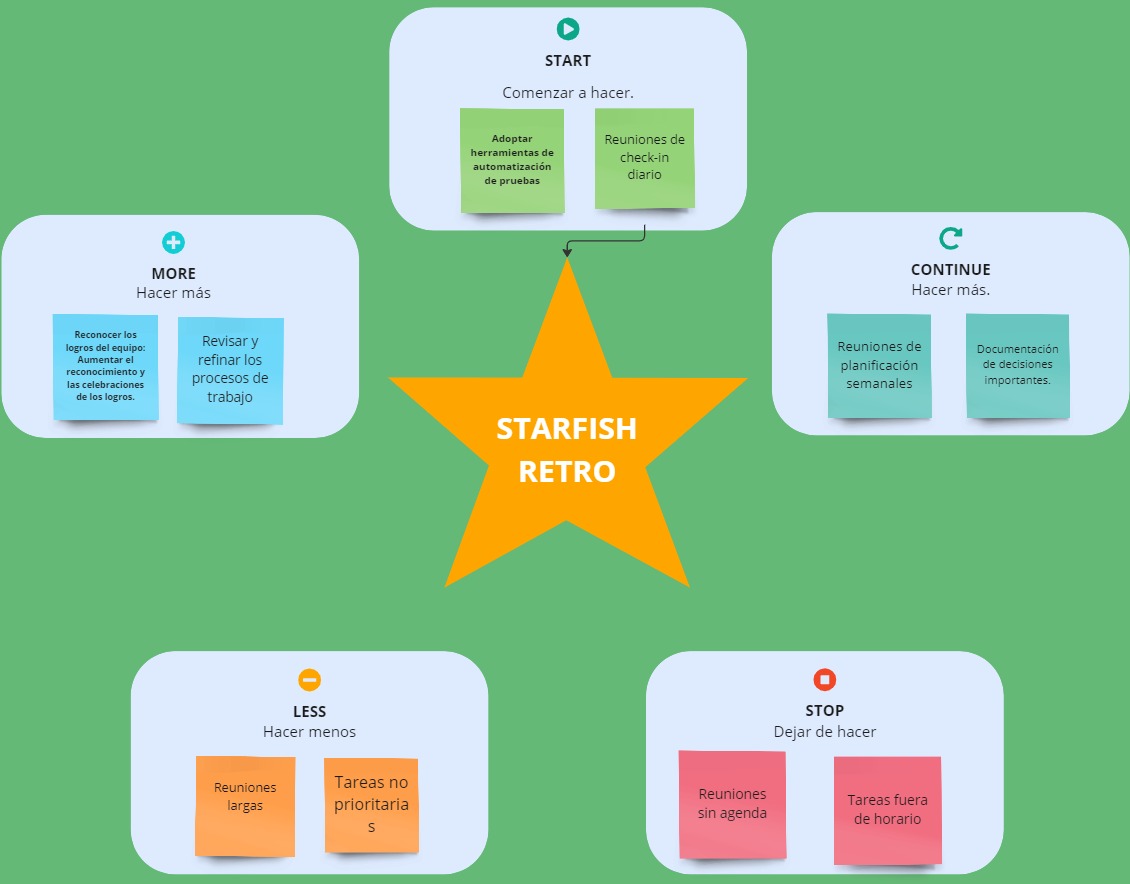 START
Comenzar a hacer.
Adoptar
herramientas de
automatización
de pruebas
Reuniones de
check-in
diario
MORE
Hacer más
Reconocer los
logros del equipo:
Aumentar el
reconocimiento y
las celebraciones
de los logros.
Revisar y
refinar los
procesos de
trabajo
CONTINUE
Hacer más.
Reuniones de
planificación
semanales
Documentación
de decisiones
importantes.
STARFISH
RETRO
LESS
Hacer menos
Reuniones
largas
Tareas no
prioritaria
s
STOP
Dejar de hacer
Reuniones
sin agenda
Tareas fuera
de horario